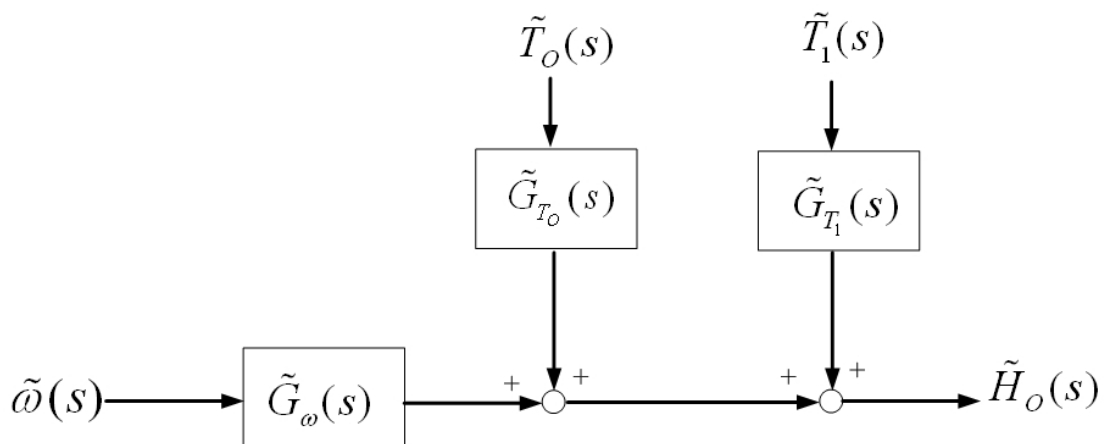 T̃_O(s) T̃_1(s)
G̃_{T_O}(s) G̃_{T_1}(s)
+ + + +
ω̃(s) G̃_ω(s) H̃_O(s)